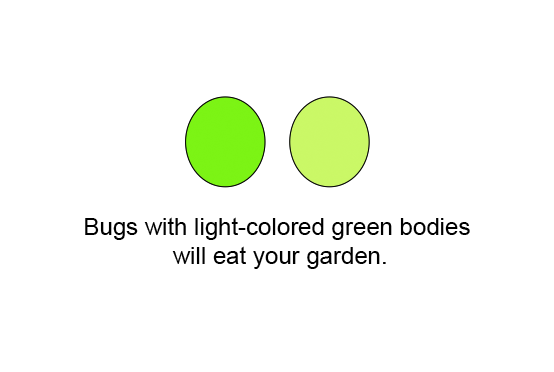 Bugs with light-colored green bodies
will eat your garden.